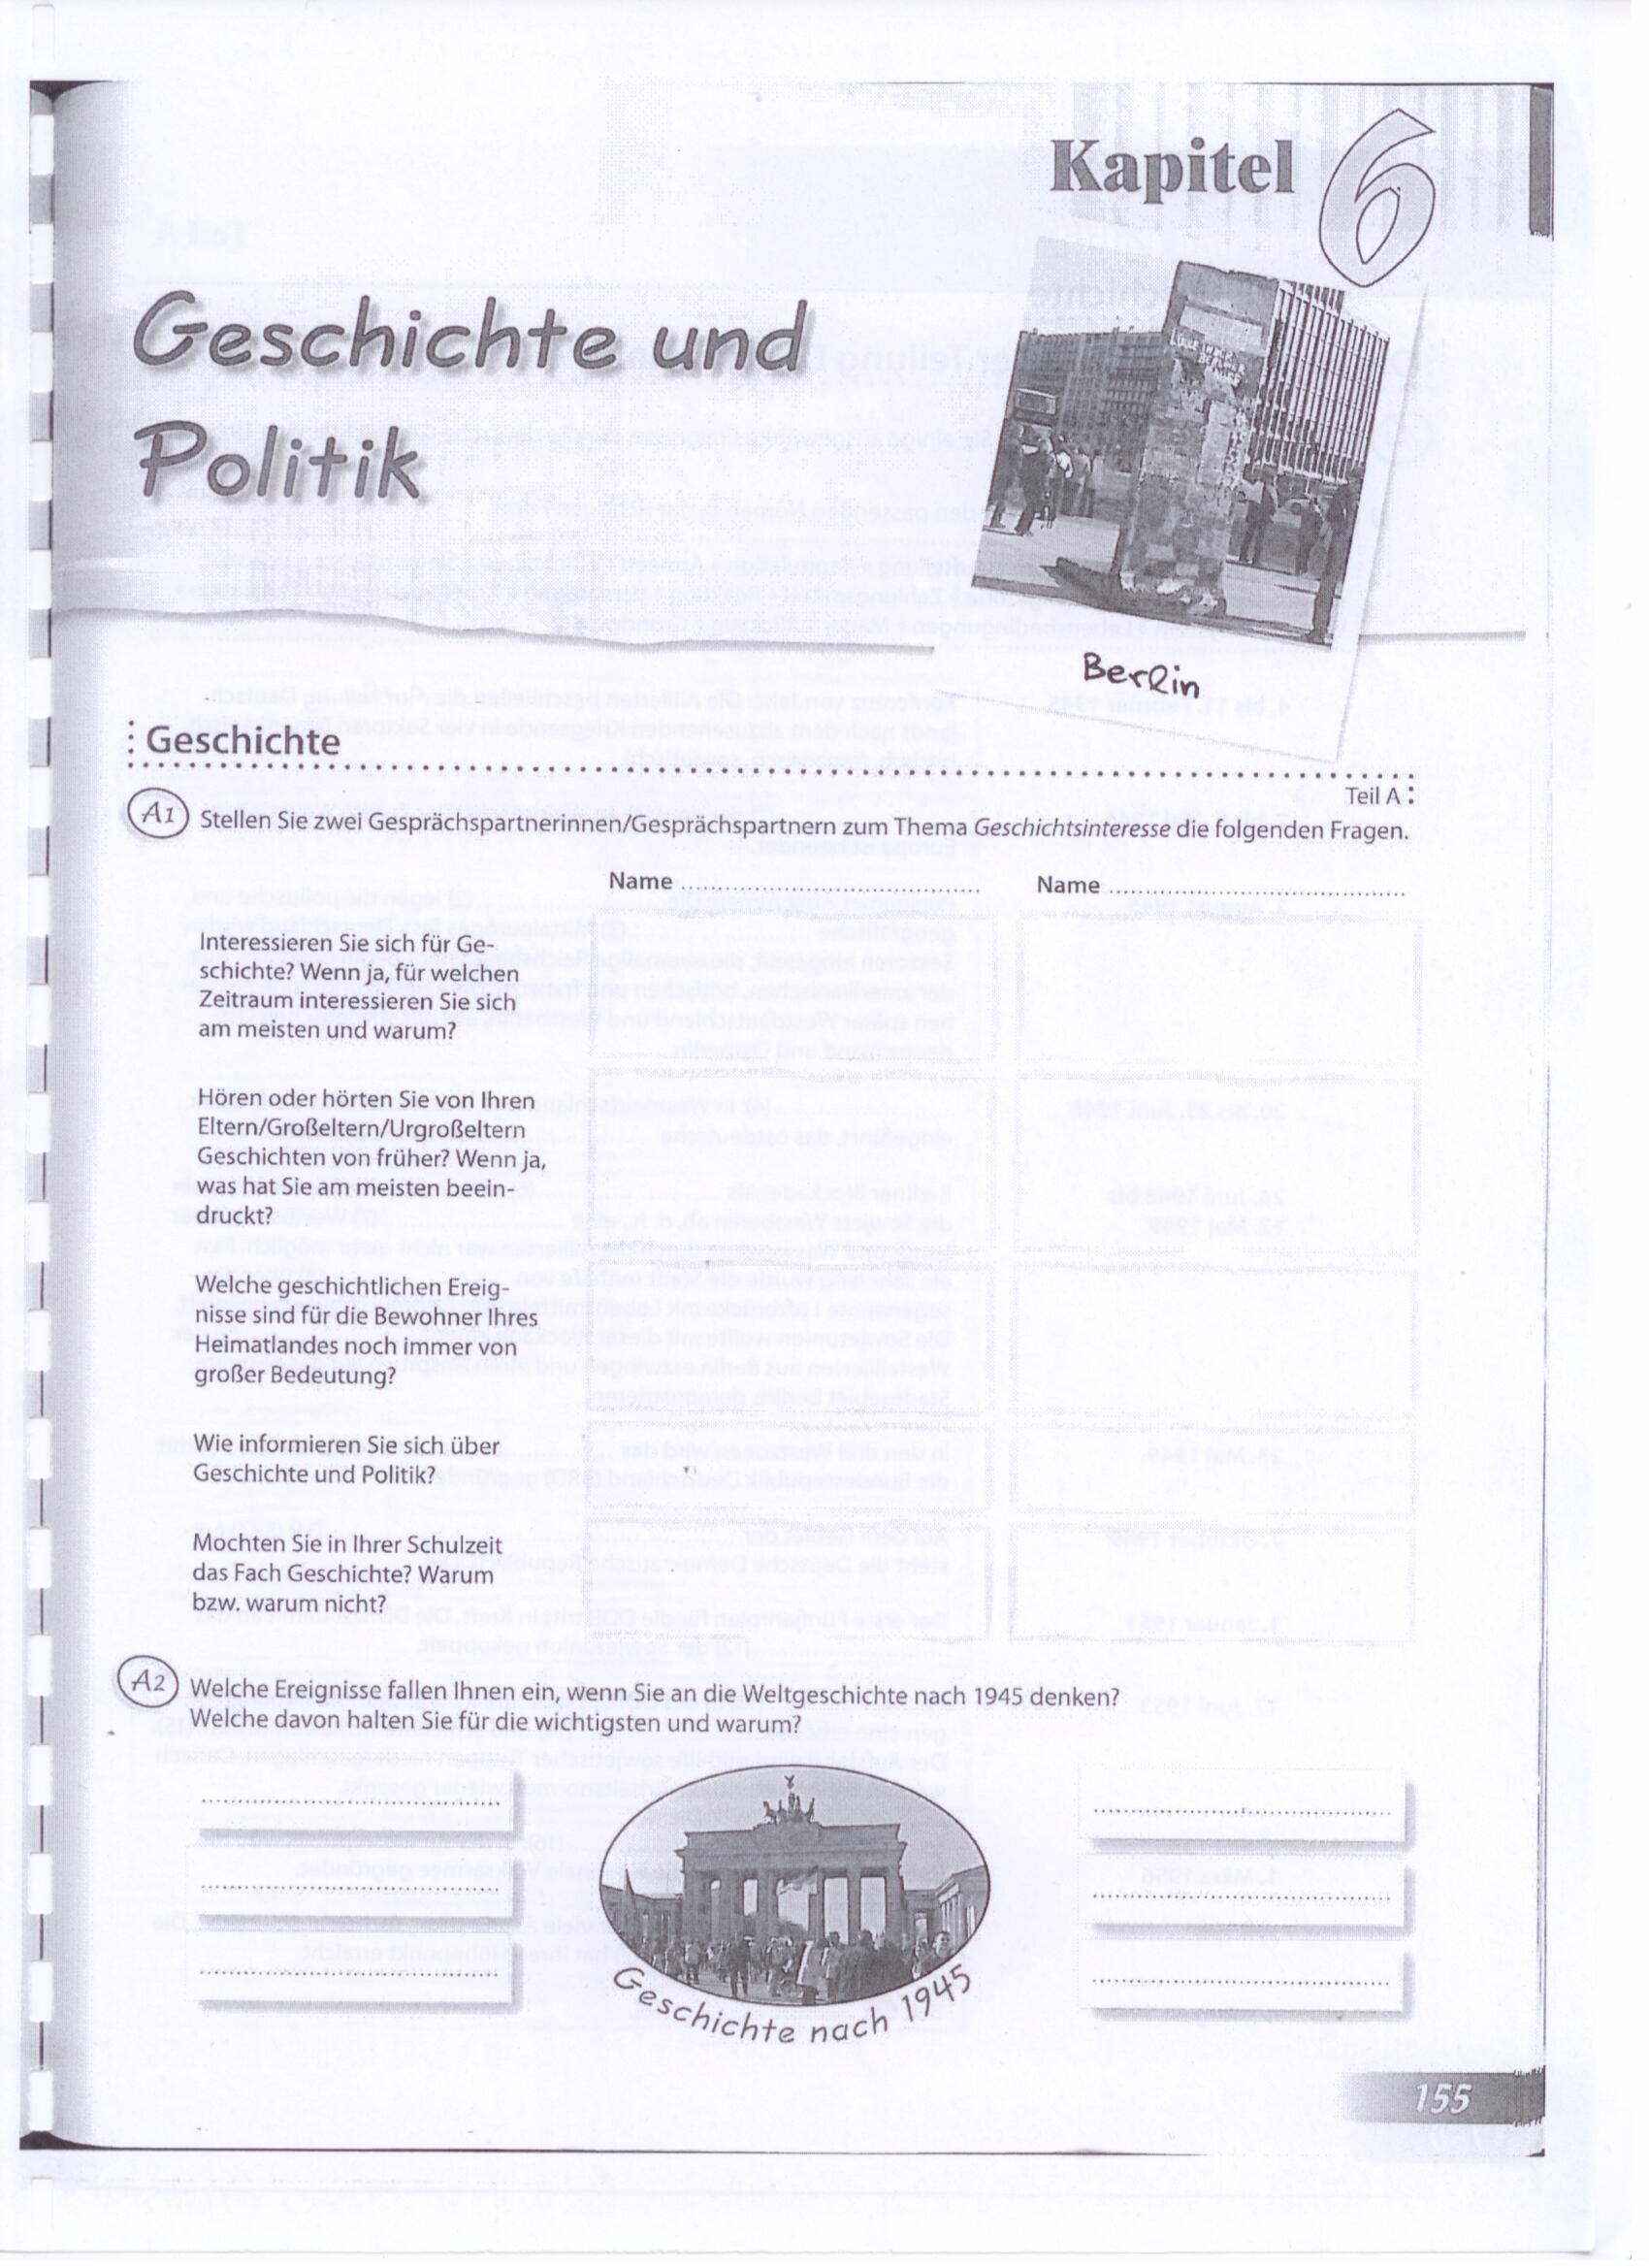 Kapitel 6
Geschichte und
Politik
Berlin
Geschichte
Teil A
A1 Stellen Sie zwei Gesprächspartnerinnen/Gesprächspartnern zum Thema Geschichtsinteresse die folgenden Fragen.
Name ........................................ Name ........................................
Interessieren Sie sich für Ge-
schichte? Wenn ja, für welchen
Zeitraum interessieren Sie sich
am meisten und warum?
Hören oder hörten Sie von Ihren
Eltern/Großeltern/Urgroßeltern
Geschichten von früher? Wenn ja,
was hat Sie am meisten beein-
druckt?
Welche geschichtlichen Ereig-
nisse sind für die Bewohner Ihres
Heimatlandes noch immer von
großer Bedeutung?
Wie informieren Sie sich über
Geschichte und Politik?
Mochten Sie in Ihrer Schulzeit
das Fach Geschichte? Warum
bzw. warum nicht?
A2 Welche Ereignisse fallen Ihnen ein, wenn Sie an die Weltgeschichte nach 1945 denken?
Welche davon halten Sie für die wichtigsten und warum?
Geschichte nach 1945
155